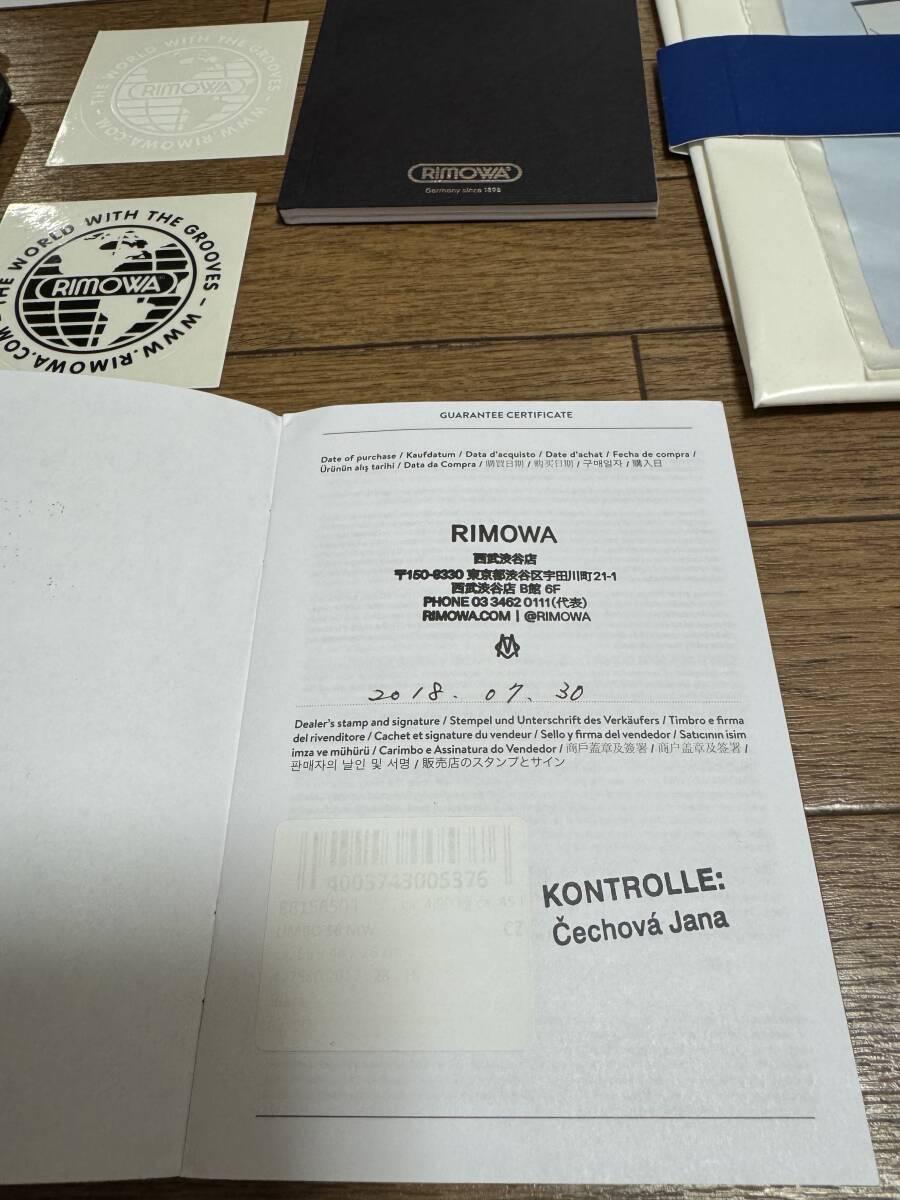 THE WORLD WITH THE GROOVES - WWW.RIMOWA.COM -
RIMOWA
RIMOWA
Germany since 1898
THE WORLD WITH THE GROOVES - WWW.RIMOWA.COM -
RIMOWA
GUARANTEE CERTIFICATE
Date of purchase / Kaufdatum / Data d'acquisto / Date d'achat / Fecha de compra /
Ürünün alış tarihi / Data da Compra / 購買日期 / 购买日期 / 구매일자 / 購入日
RIMOWA
西武渋谷店
〒150-8330 東京都渋谷区宇田川町21-1
西武渋谷店 B館 6F
PHONE 03 3462 0111(代表)
RIMOWA.COM | @RIMOWA
2018. 07. 30
Dealer's stamp and signature / Stempel und Unterschrift des Verkäufers / Timbro e firma
del rivenditore / Cachet et signature du vendeur / Sello y firma del vendedor / Satıcının isim
imza ve mühürü / Carimbo e Assinatura do Vendedor / 商戶蓋章及簽署 / 商户盖章及签署 /
판매자의 날인 및 서명 / 販売店のスタンプとサイン
4003743005376
CZ
KONTROLLE:
Čechová Jana